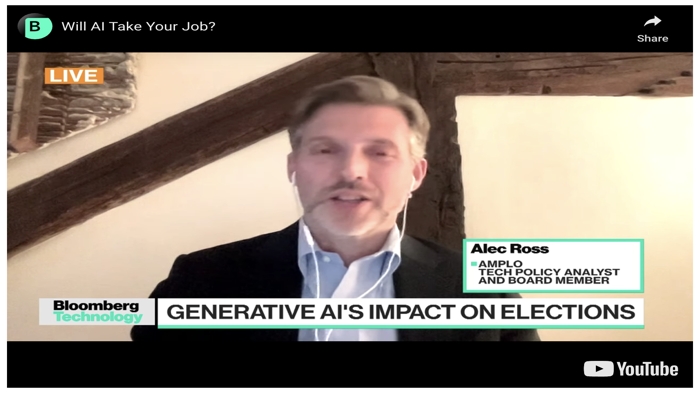 B Will AI Take Your Job?
Share
LIVE
Alec Ross
AMPLO
TECH POLICY ANALYST
AND BOARD MEMBER
Bloomberg
Technology
GENERATIVE AI'S IMPACT ON ELECTIONS
YouTube